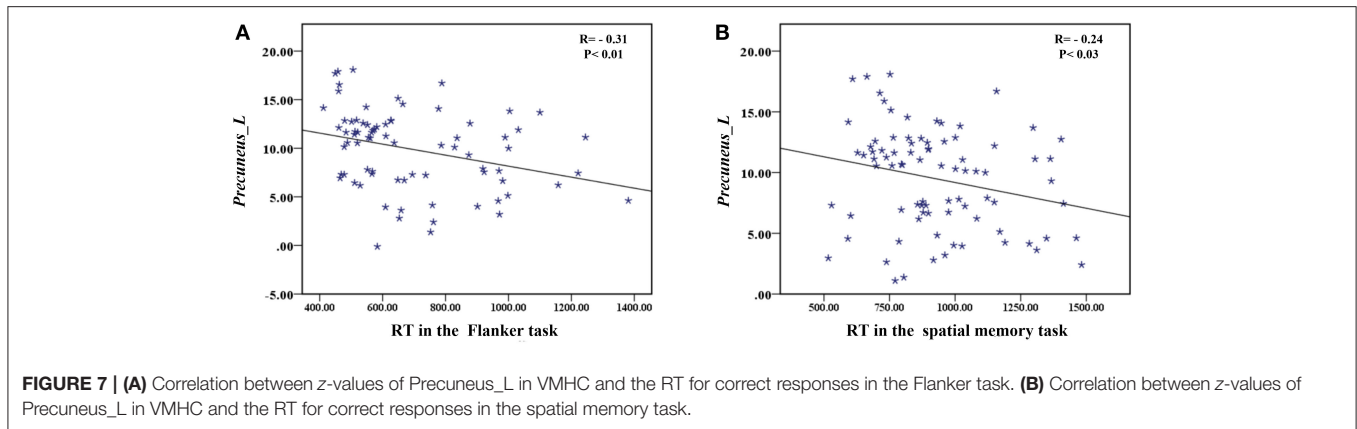 A
R= - 0.31
P< 0.01
Precuneus_L
20.00
15.00
10.00
5.00
.00
-5.00
400.00 600.00 800.00 1000.00 1200.00 1400.00
RT in the Flanker task
B
R= - 0.24
P< 0.03
Precuneus_L
20.00
15.00
10.00
5.00
.00
500.00 750.00 1000.00 1250.00 1500.00
RT in the spatial memory task
FIGURE 7 | (A) Correlation between z-values of Precuneus_L in VMHC and the RT for correct responses in the Flanker task. (B) Correlation between z-values of
Precuneus_L in VMHC and the RT for correct responses in the spatial memory task.